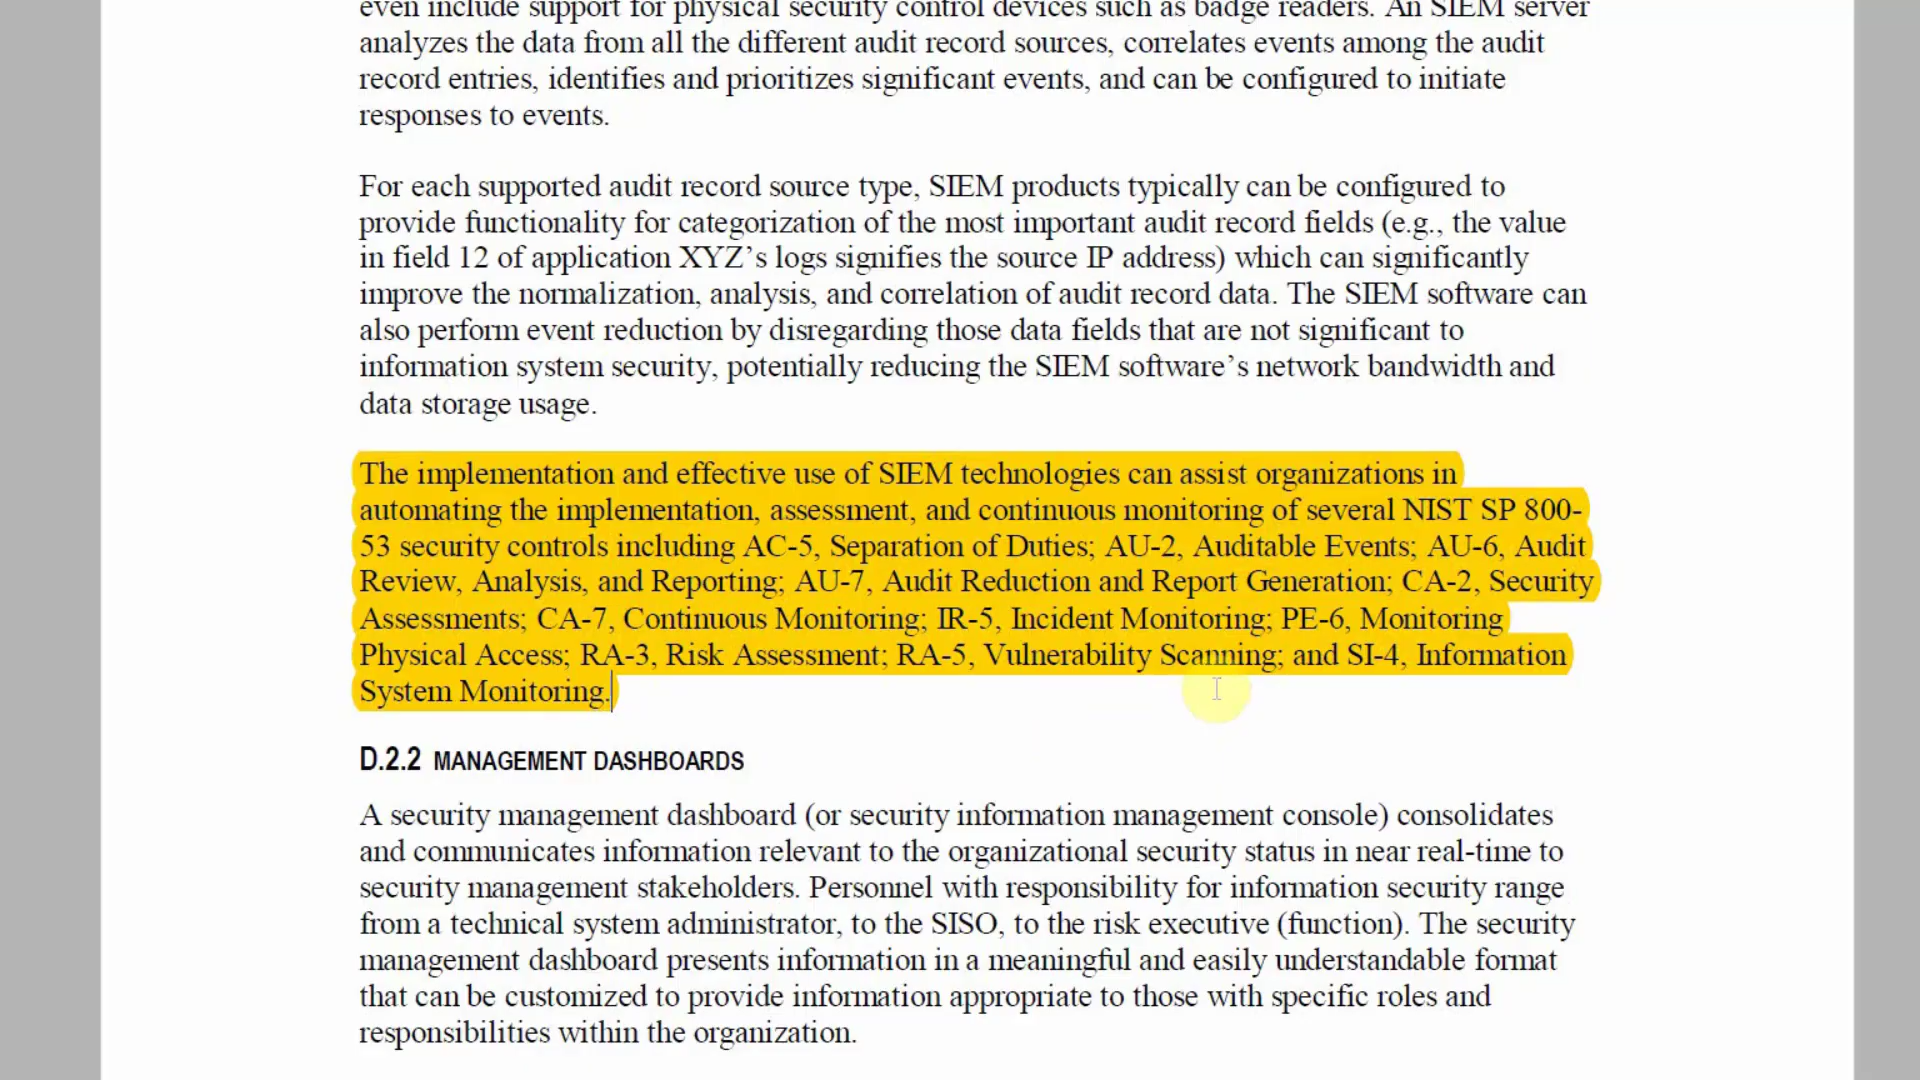 even include support for physical security control devices such as badge readers. An SIEM server
analyzes the data from all the different audit record sources, correlates events among the audit
record entries, identifies and prioritizes significant events, and can be configured to initiate
responses to events.
For each supported audit record source type, SIEM products typically can be configured to
provide functionality for categorization of the most important audit record fields (e.g., the value
in field 12 of application XYZ’s logs signifies the source IP address) which can significantly
improve the normalization, analysis, and correlation of audit record data. The SIEM software can
also perform event reduction by disregarding those data fields that are not significant to
information system security, potentially reducing the SIEM software’s network bandwidth and
data storage usage.
The implementation and effective use of SIEM technologies can assist organizations in
automating the implementation, assessment, and continuous monitoring of several NIST SP 800-
53 security controls including AC-5, Separation of Duties; AU-2, Auditable Events; AU-6, Audit
Review, Analysis, and Reporting; AU-7, Audit Reduction and Report Generation; CA-2, Security
Assessments; CA-7, Continuous Monitoring; IR-5, Incident Monitoring; PE-6, Monitoring
Physical Access; RA-3, Risk Assessment; RA-5, Vulnerability Scanning; and SI-4, Information
System Monitoring.
D.2.2 MANAGEMENT DASHBOARDS
A security management dashboard (or security information management console) consolidates
and communicates information relevant to the organizational security status in near real-time to
security management stakeholders. Personnel with responsibility for information security range
from a technical system administrator, to the SISO, to the risk executive (function). The security
management dashboard presents information in a meaningful and easily understandable format
that can be customized to provide information appropriate to those with specific roles and
responsibilities within the organization.